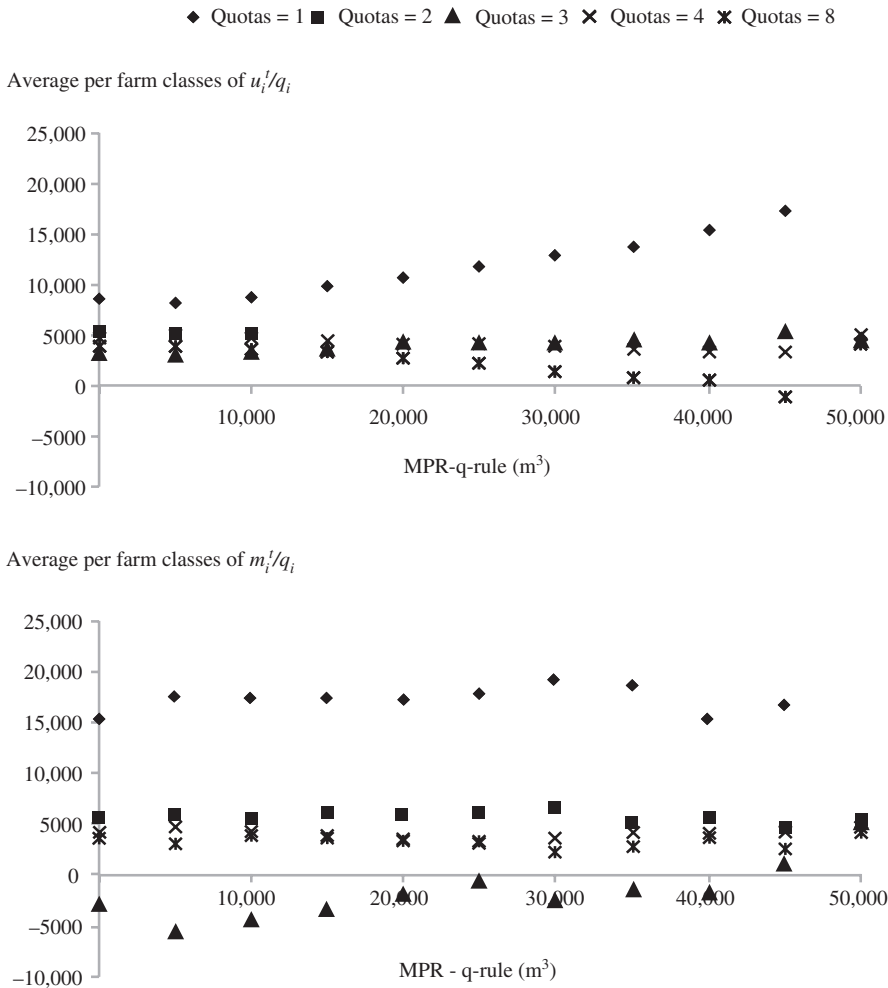 Quotas = 1 Quotas = 2 Quotas = 3 Quotas = 4 Quotas = 8
Average per farm classes of u_i^t/q_i
25,000
20,000
15,000
10,000
5000
0
−5000
−10,000
10,000 20,000 30,000 40,000 50,000
MPR-q-rule (m³)
Average per farm classes of m_i^t/q_i
25,000
20,000
15,000
10,000
5000
0
−5000
−10,000
10,000 20,000 30,000 40,000 50,000
MPR - q-rule (m³)